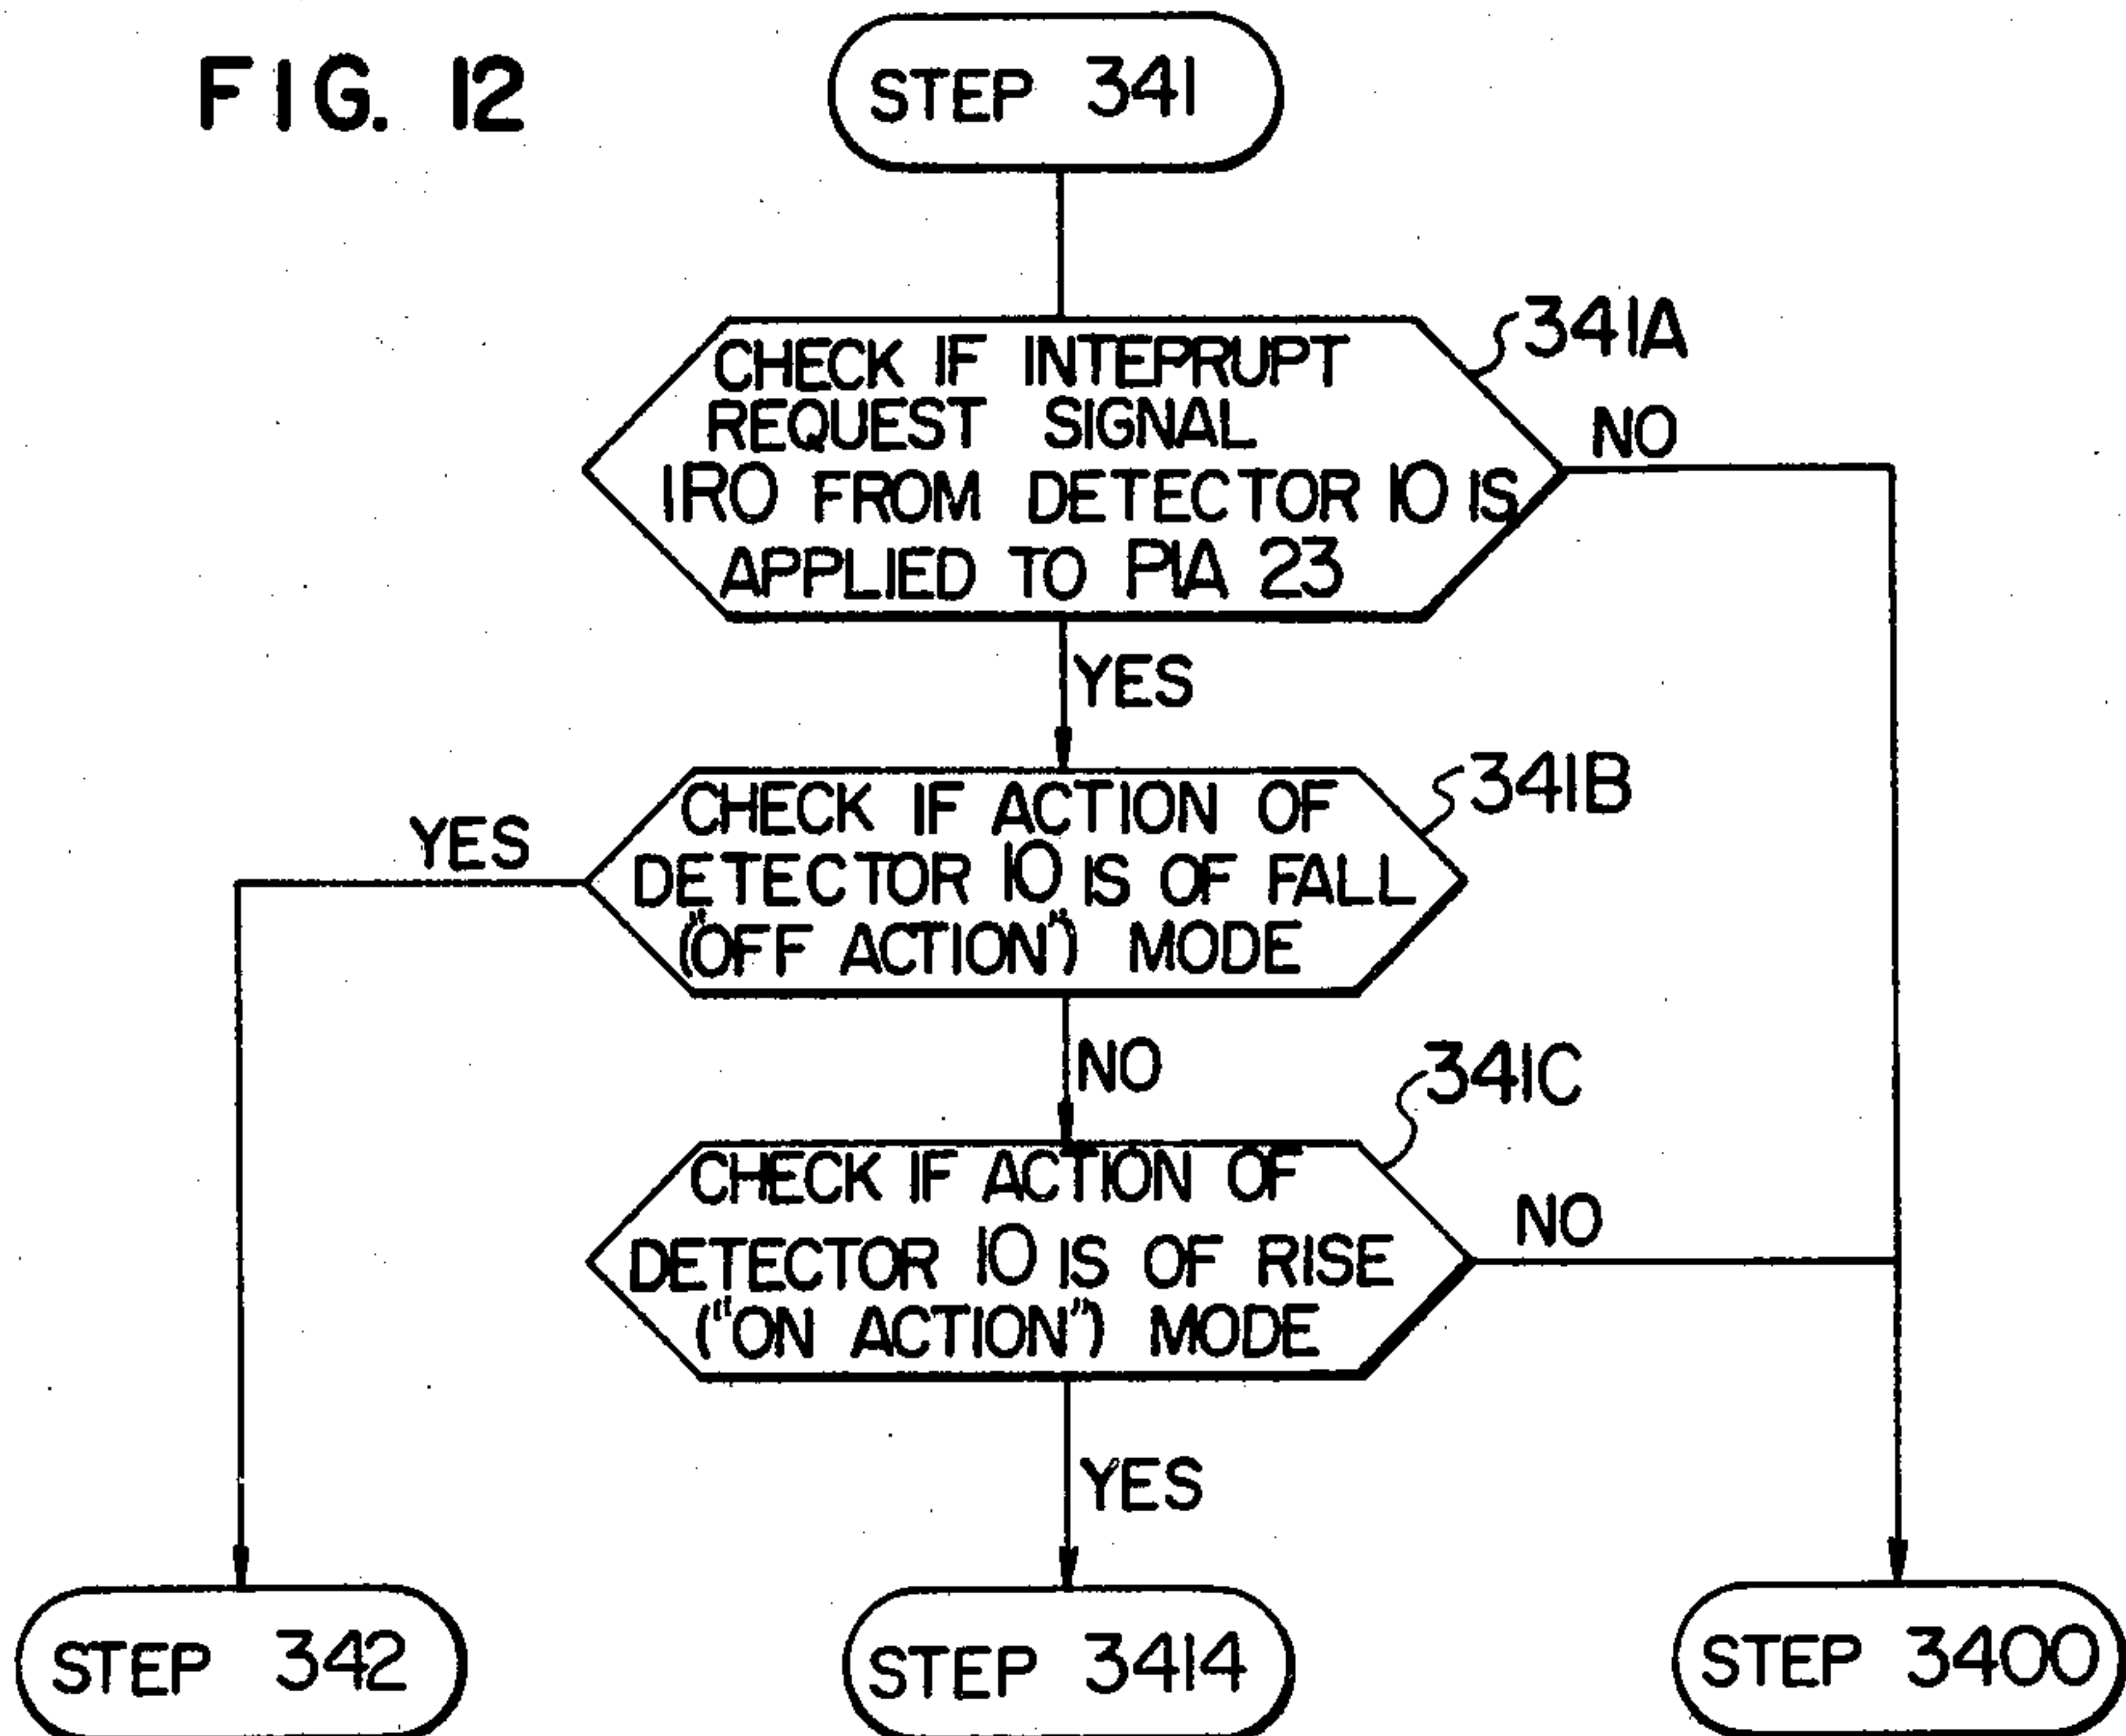 FIG. 12
STEP 341
341A
CHECK IF INTEPRUPT
REQUEST SIGNAL
IRO FROM DETECTOR 10 IS
APPLIED TO PIA 23
NO
YES
341B
CHECK IF ACTION OF
DETECTOR 10 IS OF FALL
("OFF ACTION") MODE
YES
NO
341C
CHECK IF ACTION OF
DETECTOR 10 IS OF RISE
("ON ACTION") MODE
NO
YES
STEP 342
STEP 3414
STEP 3400